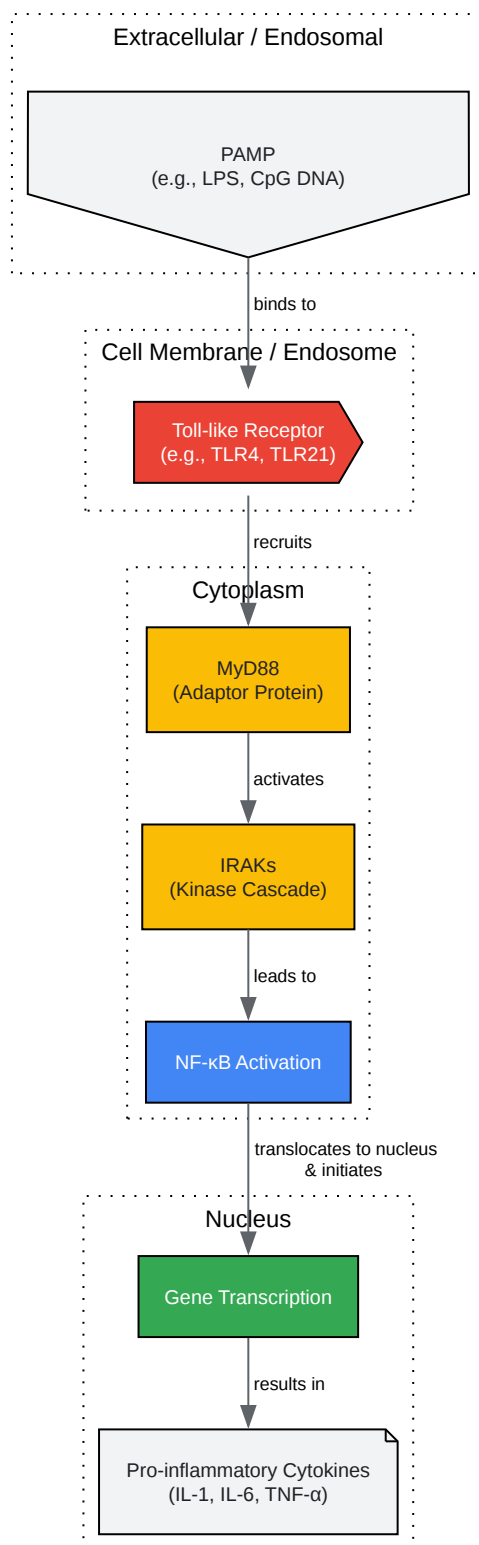 Extracellular / Endosomal
PAMP
(e.g., LPS, CpG DNA)
binds to
Cell Membrane / Endosome
Toll-like Receptor
(e.g., TLR4, TLR21)
recruits
Cytoplasm
MyD88
(Adaptor Protein)
activates
IRAKs
(Kinase Cascade)
leads to
NF-κB Activation
translocates to nucleus
& initiates
Nucleus
Gene Transcription
results in
Pro-inflammatory Cytokines
(IL-1, IL-6, TNF-α)